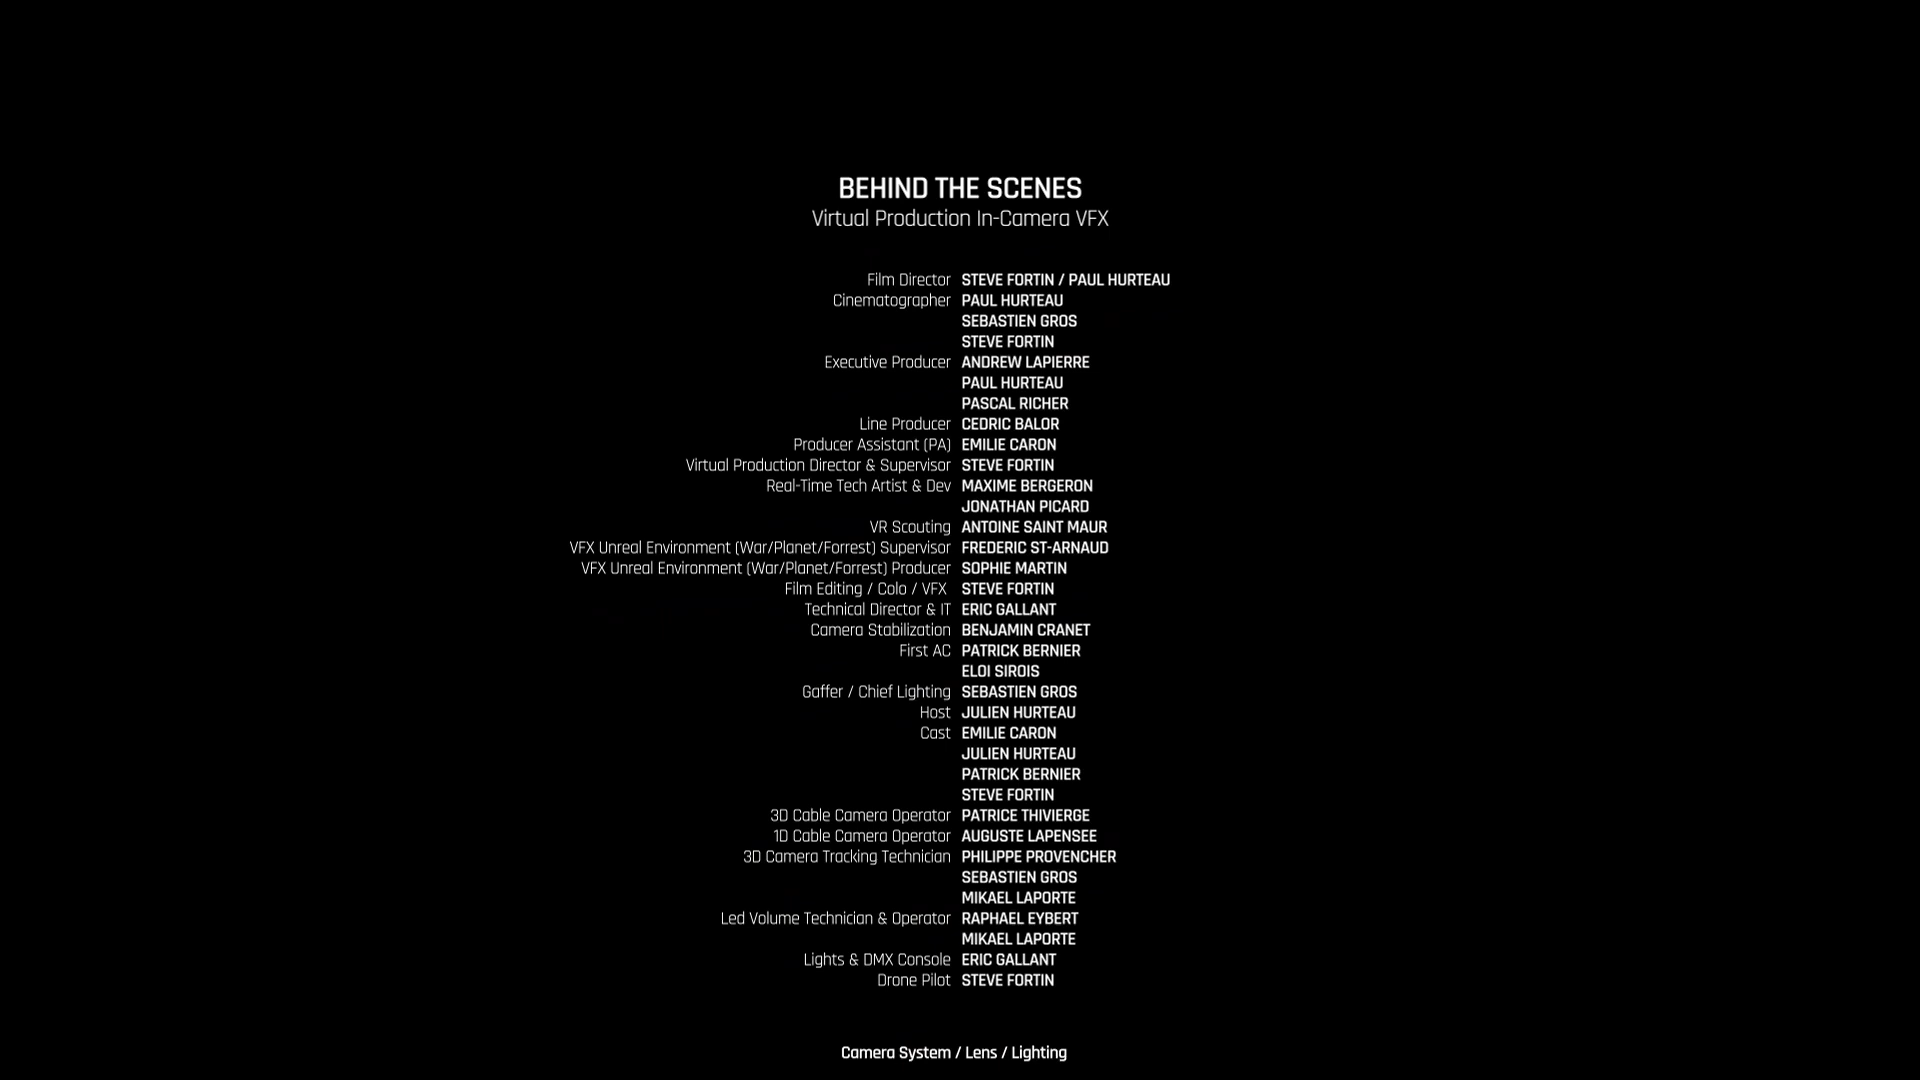 BEHIND THE SCENES
Virtual Production In-Camera VFX
Film Director STEVE FORTIN / PAUL HURTEAU
Cinematographer PAUL HURTEAU
SEBASTIEN GROS
STEVE FORTIN
Executive Producer ANDREW LAPIERRE
PAUL HURTEAU
PASCAL RICHER
Line Producer CEDRIC BALOR
Producer Assistant (PA) EMILIE CARON
Virtual Production Director & Supervisor STEVE FORTIN
Real-Time Tech Artist & Dev MAXIME BERGERON
JONATHAN PICARD
VR Scouting ANTOINE SAINT MAUR
VFX Unreal Environment (War/Planet/Forrest) Supervisor FREDERIC ST-ARNAUD
VFX Unreal Environment (War/Planet/Forrest) Producer SOPHIE MARTIN
Film Editing / Colo / VFX STEVE FORTIN
Technical Director & IT ERIC GALLANT
Camera Stabilization BENJAMIN CRANET
First AC PATRICK BERNIER
ELOI SIROIS
Gaffer / Chief Lighting SEBASTIEN GROS
Host JULIEN HURTEAU
Cast EMILIE CARON
JULIEN HURTEAU
PATRICK BERNIER
STEVE FORTIN
3D Cable Camera Operator PATRICE THIVIERGE
1D Cable Camera Operator AUGUSTE LAPENSEE
3D Camera Tracking Technician PHILIPPE PROVENCHER
SEBASTIEN GROS
MIKAEL LAPORTE
Led Volume Technician & Operator RAPHAEL EYBERT
MIKAEL LAPORTE
Lights & DMX Console ERIC GALLANT
Drone Pilot STEVE FORTIN
Camera System / Lens / Lighting